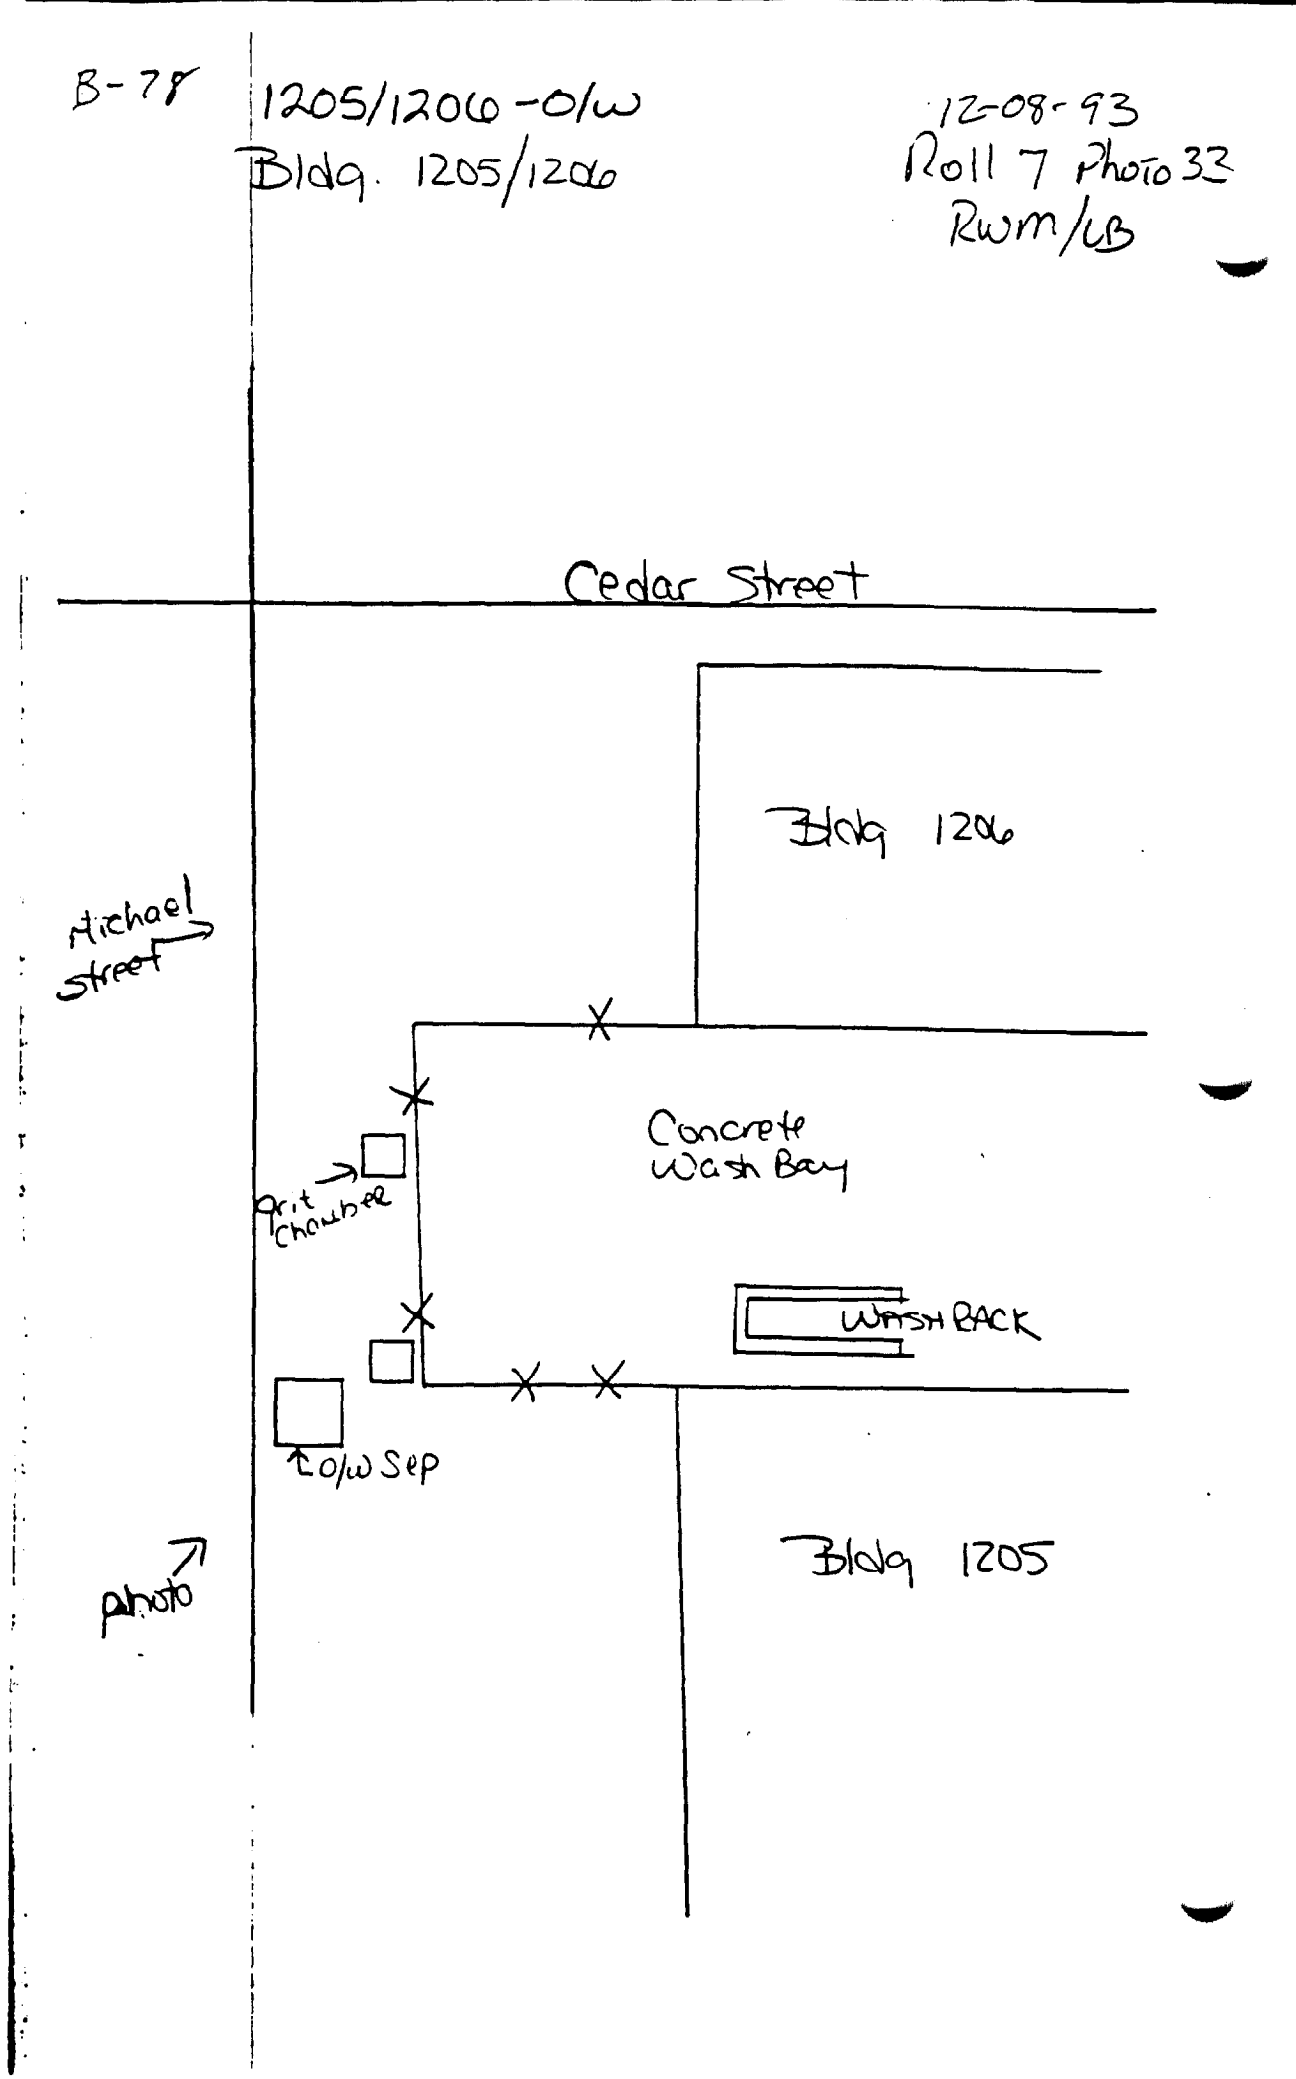 B-78
1205/1206-O/W
Bldg. 1205/1206
12-08-93
Roll 7 Photo 33
RWM/LB
Cedar Street
Bldg 1206
Michael
street
Concrete
Wash Bay
grit
chamber
WASH RACK
O/W Sep
Bldg 1205
photo